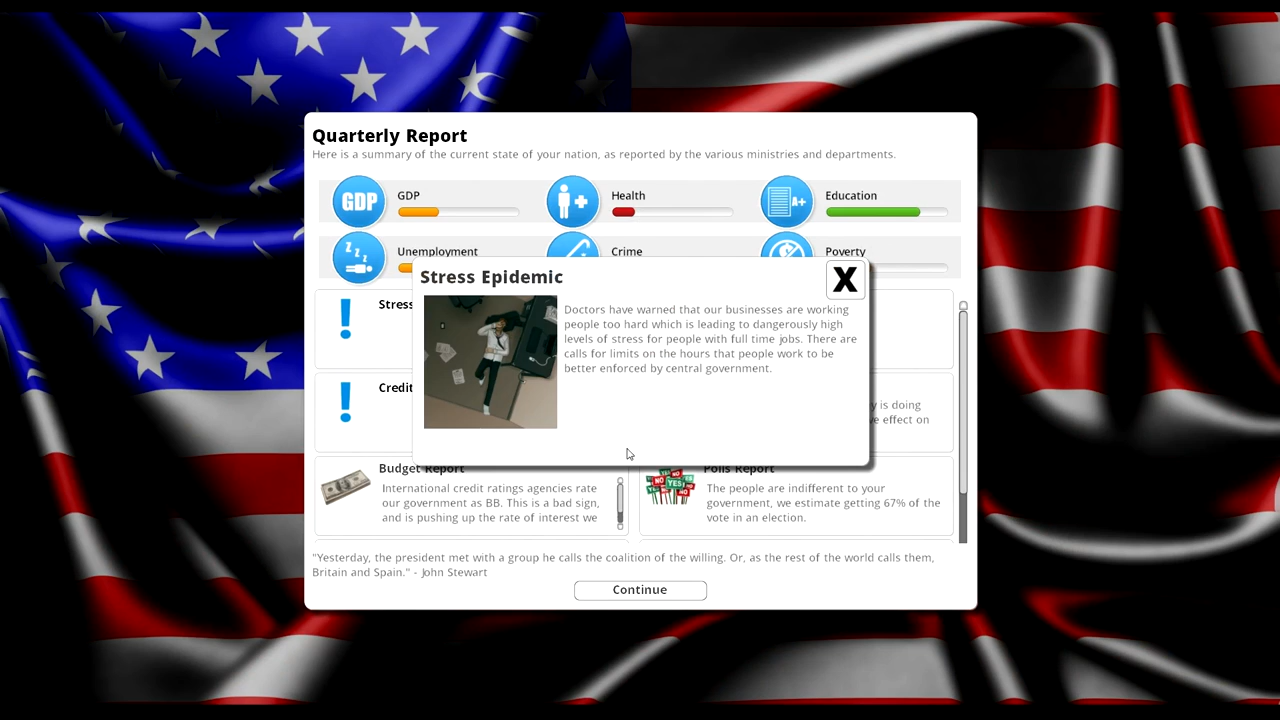 Quarterly Report
Here is a summary of the current state of your nation, as reported by the various ministries and departments.
GDP
GDP
Health
A+
Education
Z Z Z
Unemployment
Crime
Poverty
Stress Epidemic
X
Doctors have warned that our businesses are working
people too hard which is leading to dangerously high
levels of stress for people with full time jobs. There are
calls for limits on the hours that people work to be
better enforced by central government.
Stress
!
Credit
!
is doing
effect on
Budget Report
International credit ratings agencies rate
our government as BB. This is a bad sign,
and is pushing up the rate of interest we
Polls Report
NO
YES
The people are indifferent to your
government, we estimate getting 67% of the
vote in an election.
"Yesterday, the president met with a group he calls the coalition of the willing. Or, as the rest of the world calls them,
Britain and Spain." - John Stewart
Continue